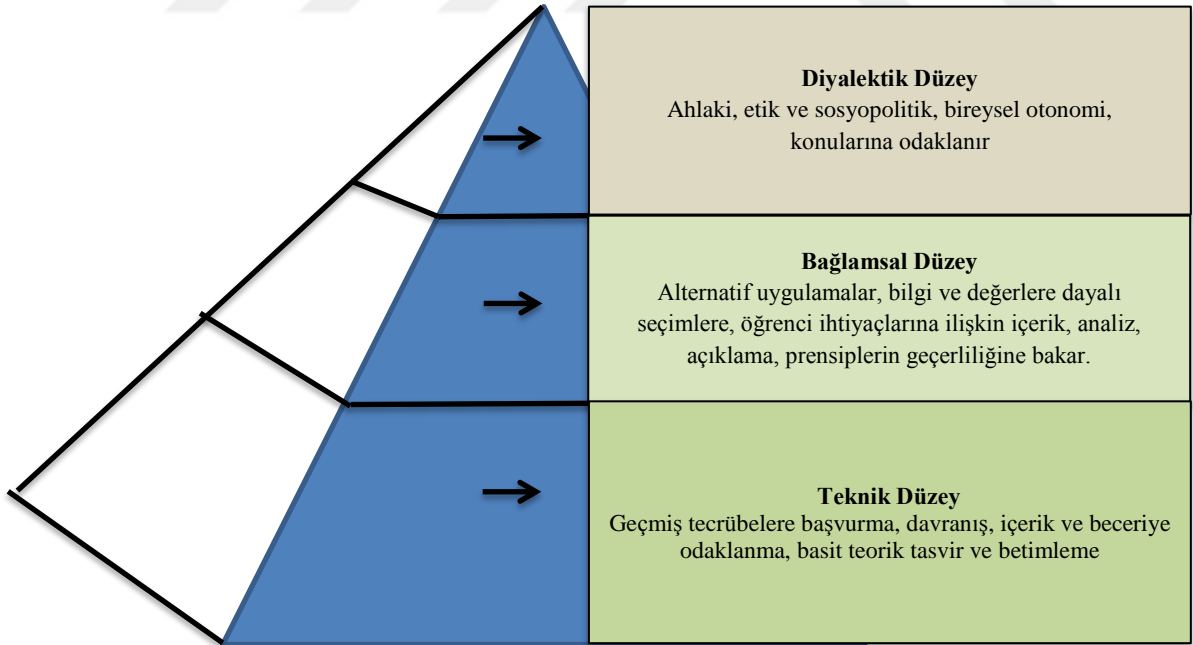 Diyalektik Düzey
Ahlaki, etik ve sosyopolitik, bireysel otonomi,
konularına odaklanır
Bağlamsal Düzey
Alternatif uygulamalar, bilgi ve değerlere dayalı
seçimlere, öğrenci ihtiyaçlarına ilişkin içerik, analiz,
açıklama, prensiplerin geçerliliğine bakar.
Teknik Düzey
Geçmiş tecrübelere başvurma, davranış, içerik ve beceriye
odaklanma, basit teorik tasvir ve betimleme